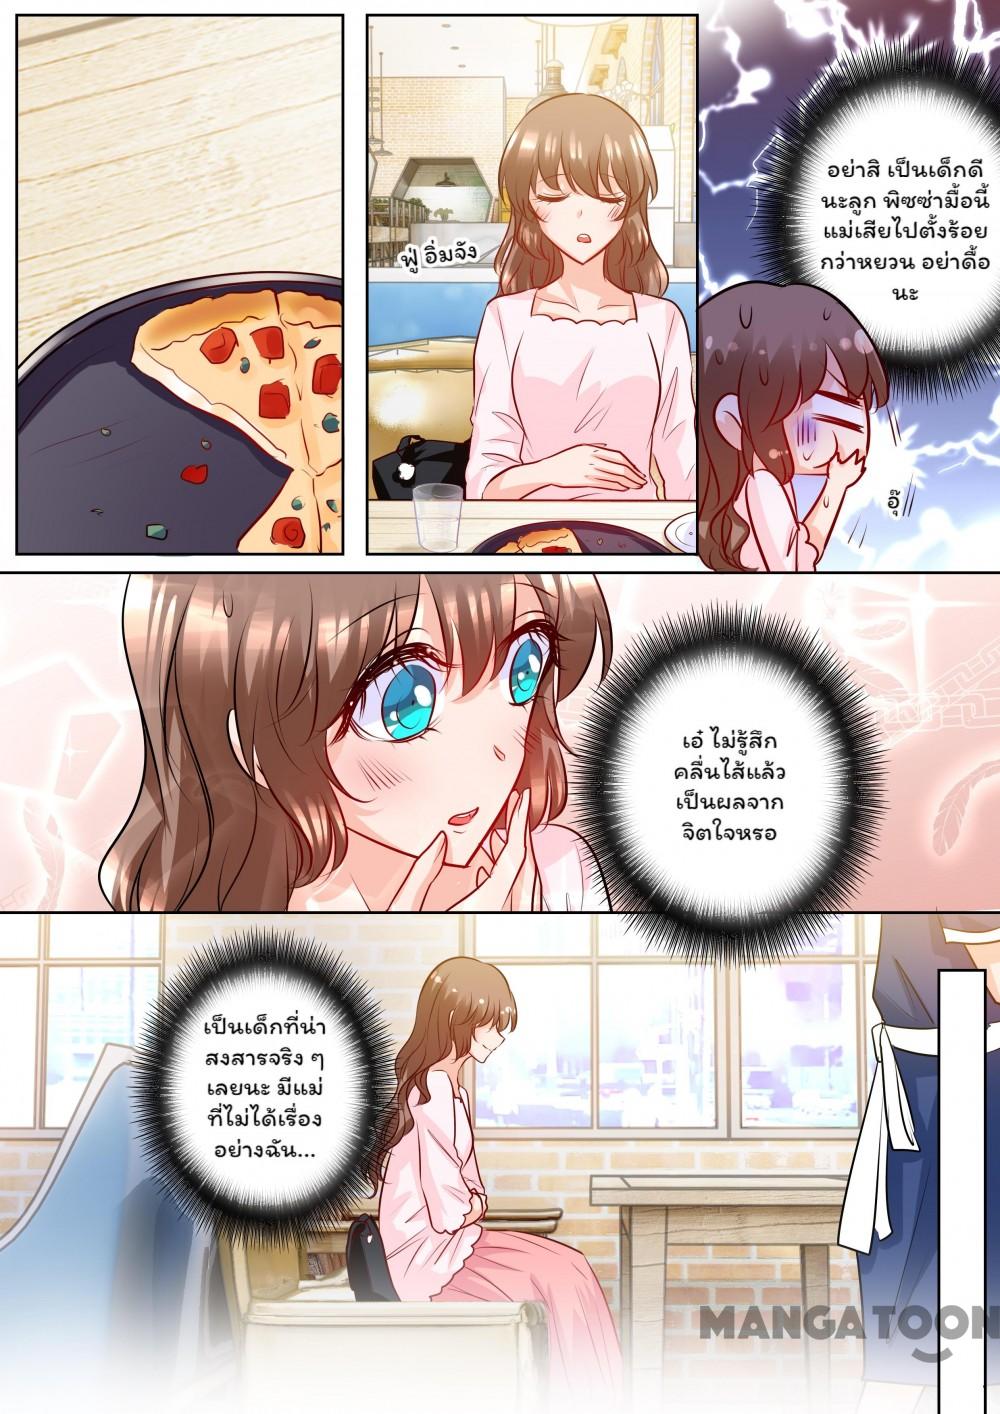 ฟู่ อิ่มจัง
อย่าสิ เป็นเด็กดี
นะลูก พิซซ่ามื้อนี้
แม่เสียไปตั้งร้อย
กว่าหยวน อย่าดื้อ
นะ
อุ๊
เอ๋ ไม่รู้สึก
คลื่นไส้แล้ว
เป็นผลจาก
จิตใจหรอ
เป็นเด็กที่น่า
สงสารจริง ๆ
เลยนะ มีแม่
ที่ไม่ได้เรื่อง
อย่างฉัน...
MANGATOON